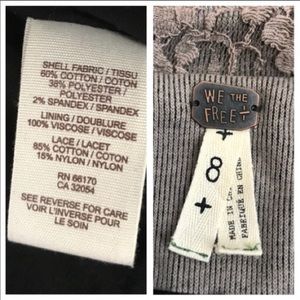 SHELL FABRIC / TISSU
60% COTTON / COTON
38% POLYESTER /
POLYESTER
2% SPANDEX / SPANDEX
LINING / DOUBLURE
100% VISCOSE / VISCOSE
LACE / LACET
85% COTTON / COTON
15% NYLON / NYLON
RN 66170
CA 32054
SEE REVERSE FOR CARE
VOIR L'INVERSE POUR
LE SOIN
WE THE
FREE
+
8
+
MADE IN
FABRIQUE EN CHINE